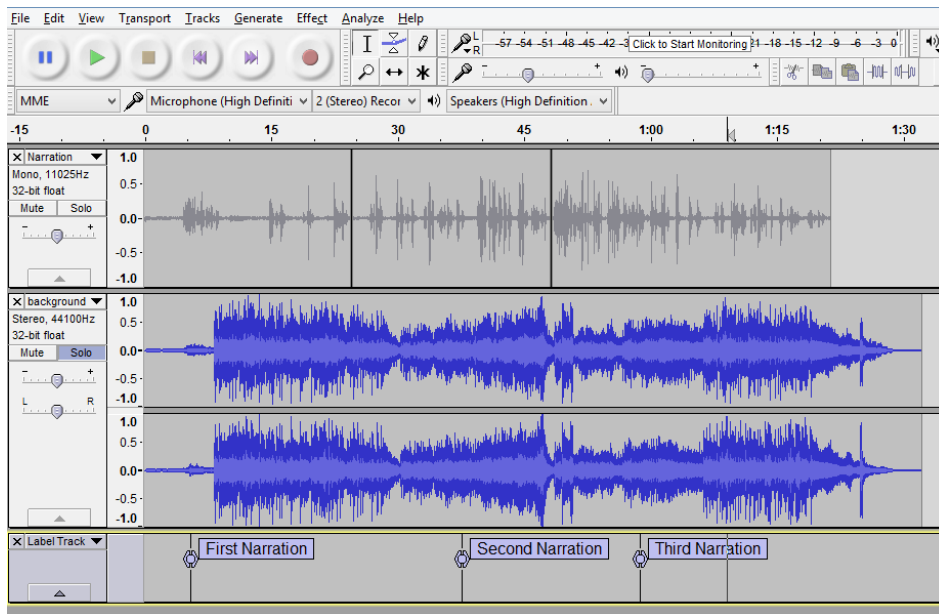 File Edit View Transport Tracks Generate Effect Analyze Help
L
R
-57 -54 -51 -48 -45 -42 -3 Click to Start Monitoring 21 -18 -15 -12 -9 -6 -3 0
- +
- +
MME Microphone (High Definiti 2 (Stereo) Recor Speakers (High Definition .
-15 0 15 30 45 1:00 1:15 1:30
X Narration
Mono, 11025Hz
32-bit float
Mute Solo
- +
1.0
0.5
0.0
-0.5
-1.0
X background
Stereo, 44100Hz
32-bit float
Mute Solo
- +
L R
1.0
0.5
0.0
-0.5
-1.0
1.0
0.5
0.0
-0.5
-1.0
X Label Track
First Narration Second Narration Third Narration